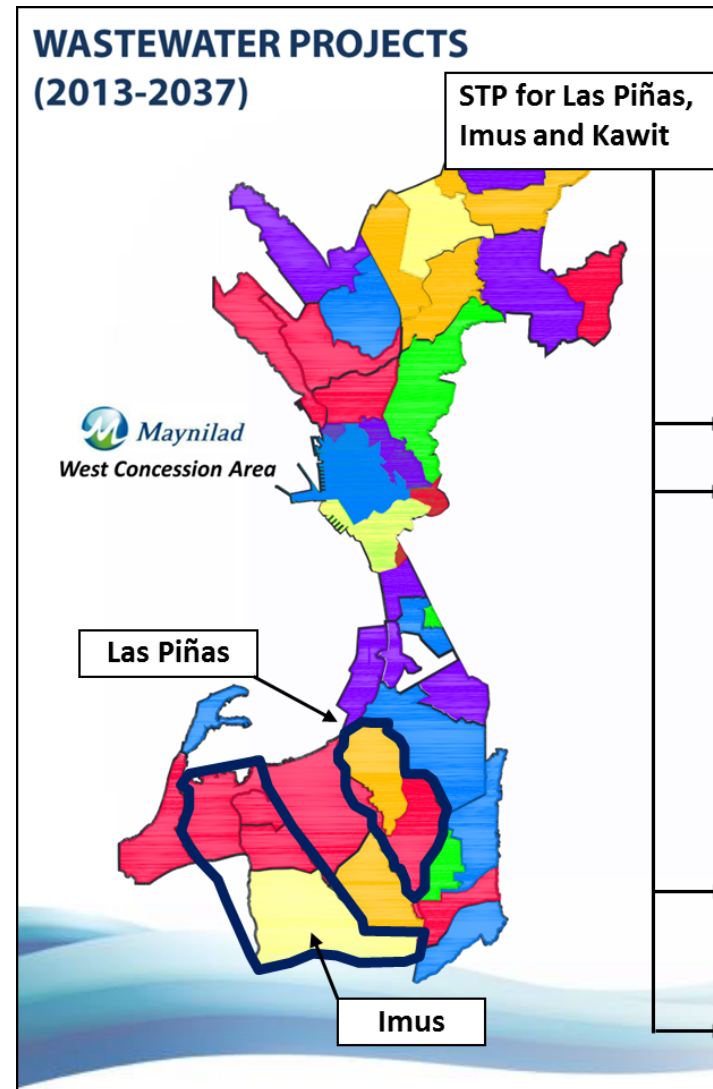 WASTEWATER PROJECTS
(2013-2037)
STP for Las Piñas,
Imus and Kawit
Maynilad
West Concession Area
Las Piñas
Imus